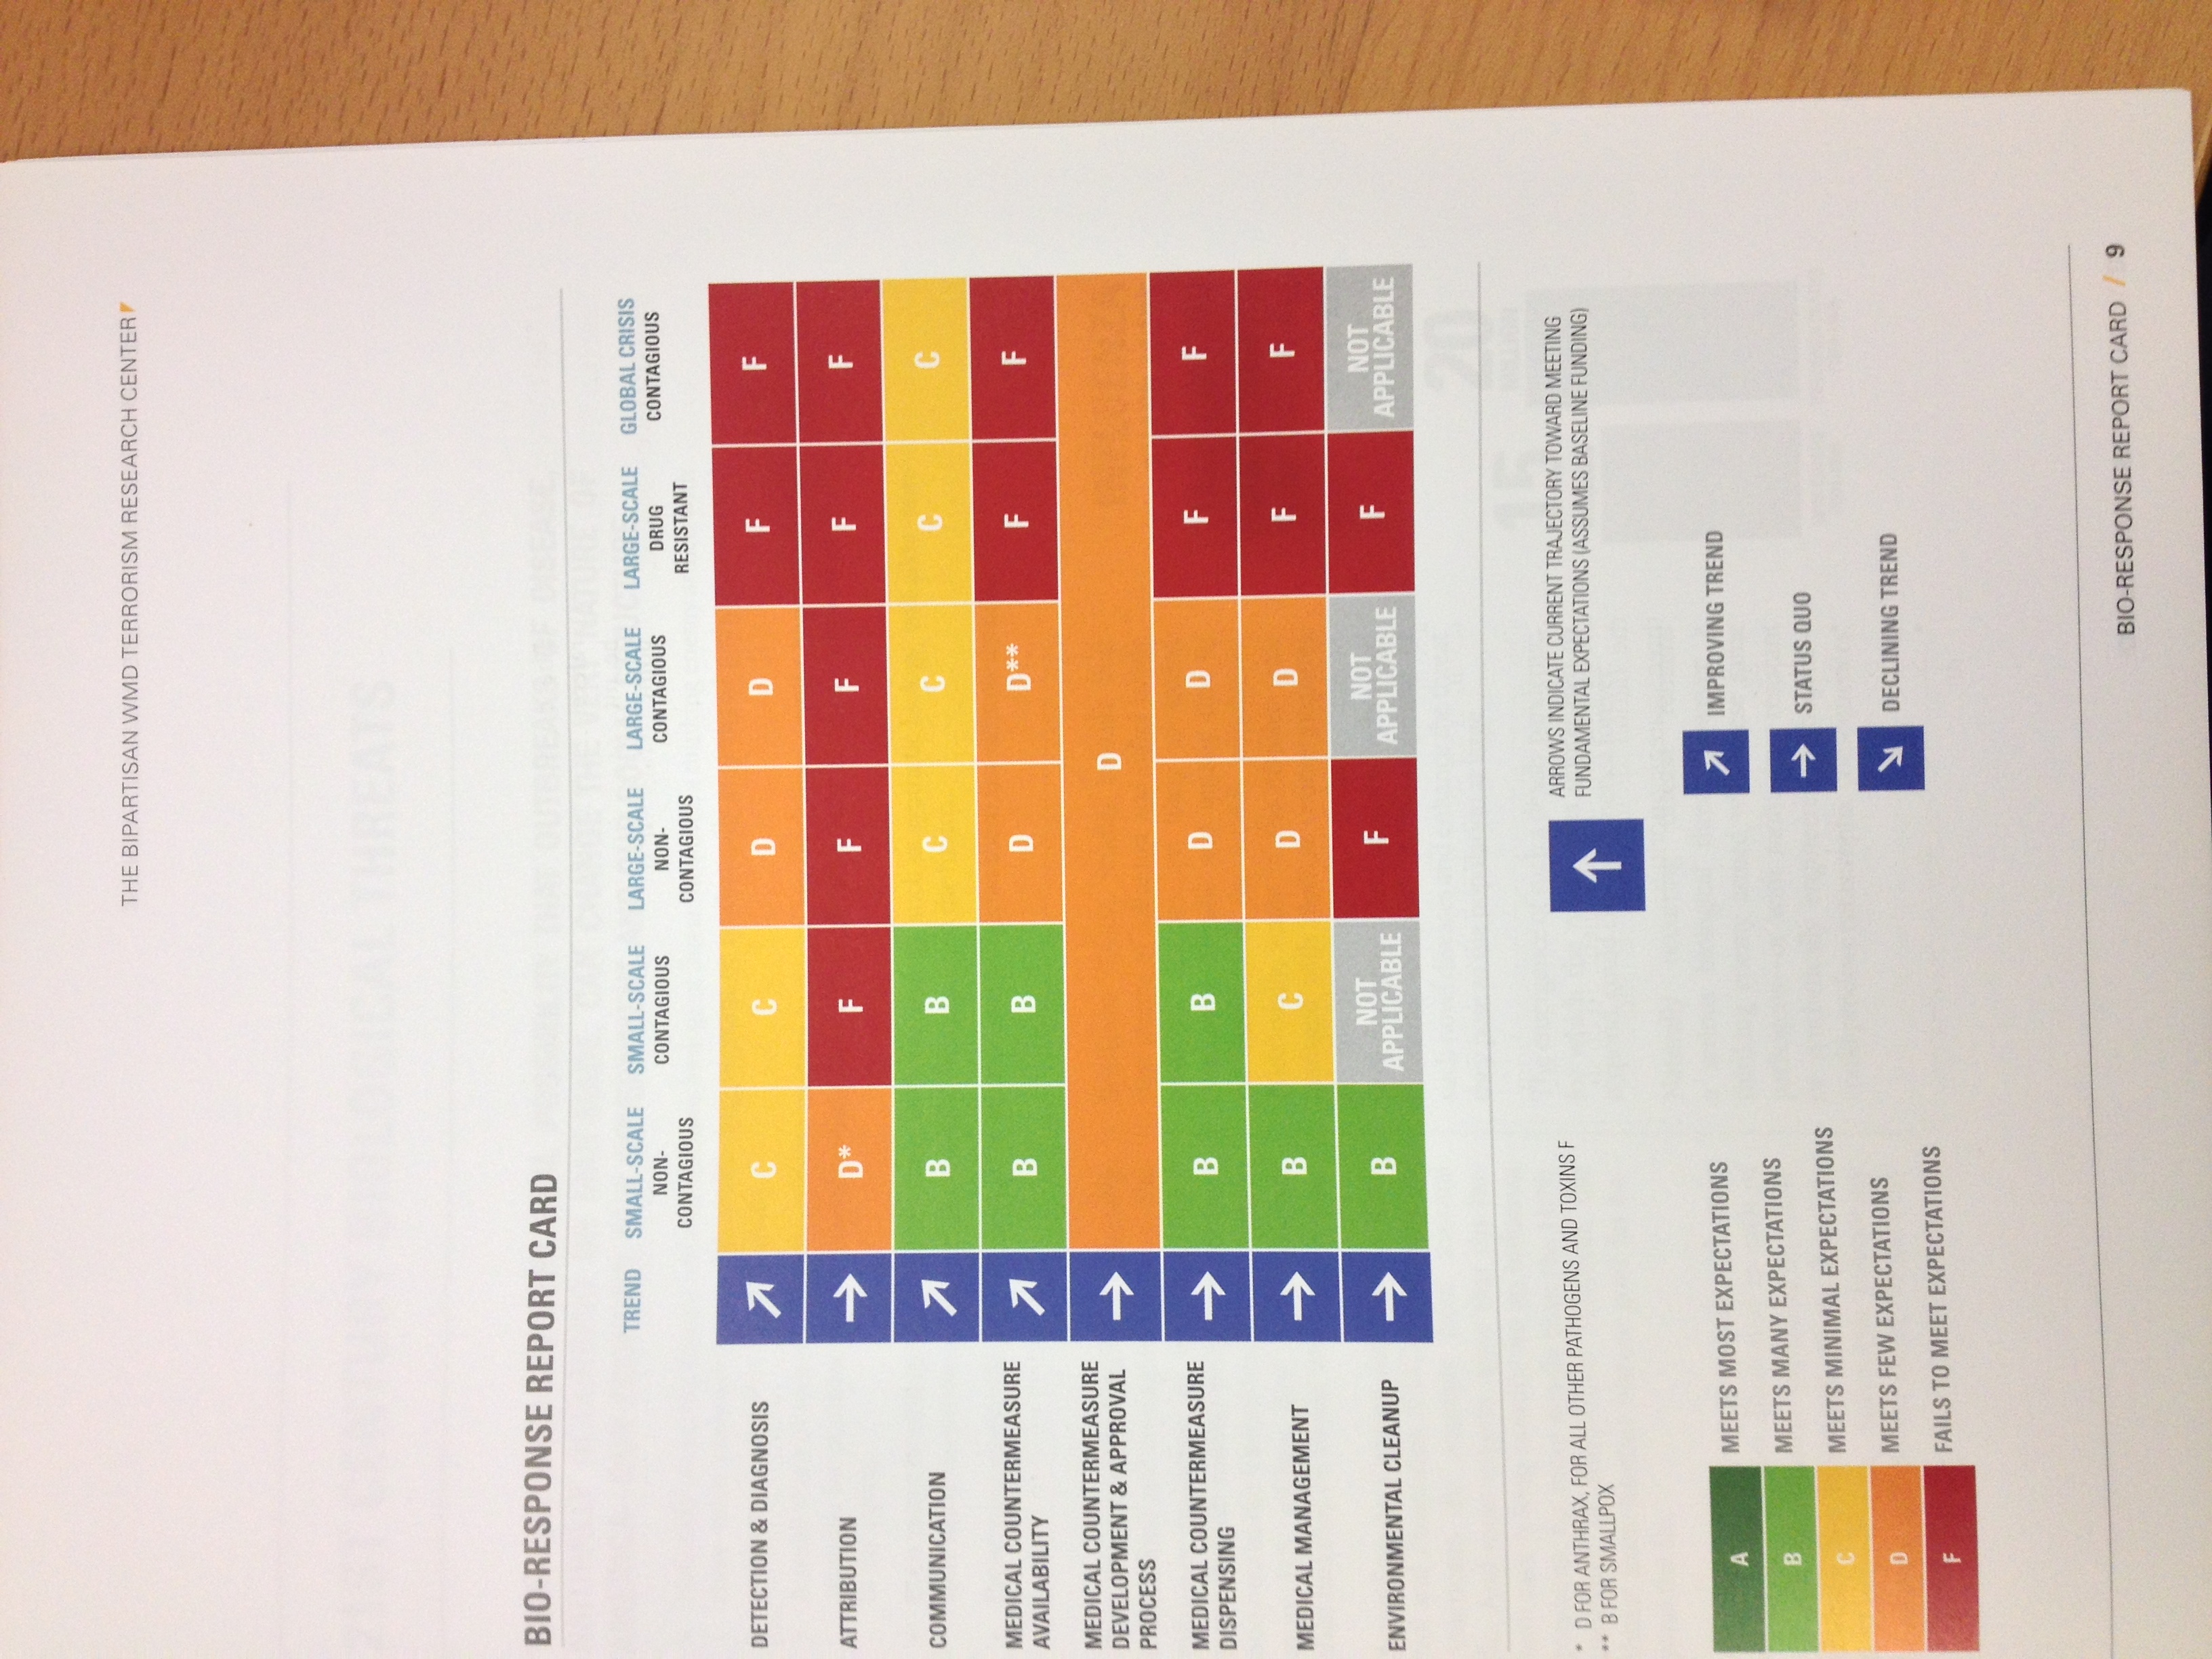 THE BIPARTISAN WMD TERRORISM RESEARCH CENTER
21ST CENTURY BIOLOGICAL THREATS
BIO-RESPONSE REPORT CARD
TREND SMALL-SCALE SMALL-SCALE LARGE-SCALE LARGE-SCALE LARGE-SCALE GLOBAL CRISIS
NON- CONTAGIOUS NON- CONTAGIOUS DRUG CONTAGIOUS
CONTAGIOUS CONTAGIOUS RESISTANT
DETECTION & DIAGNOSIS C C D D F F
ATTRIBUTION D* F F F F F
COMMUNICATION B B C C C C
MEDICAL COUNTERMEASURE
AVAILABILITY B B D D** F F
MEDICAL COUNTERMEASURE
DEVELOPMENT & APPROVAL D
PROCESS
MEDICAL COUNTERMEASURE
DISPENSING B B D D F F
MEDICAL MANAGEMENT B C D D F F
ENVIRONMENTAL CLEANUP B NOT APPLICABLE F NOT APPLICABLE F NOT APPLICABLE
* D FOR ANTHRAX, FOR ALL OTHER PATHOGENS AND TOXINS F
** B FOR SMALLPOX
ARROWS INDICATE CURRENT TRAJECTORY TOWARD MEETING
FUNDAMENTAL EXPECTATIONS (ASSUMES BASELINE FUNDING)
A MEETS MOST EXPECTATIONS
B MEETS MANY EXPECTATIONS
C MEETS MINIMAL EXPECTATIONS
D MEETS FEW EXPECTATIONS
F FAILS TO MEET EXPECTATIONS
IMPROVING TREND
STATUS QUO
DECLINING TREND
BIO-RESPONSE REPORT CARD / 9